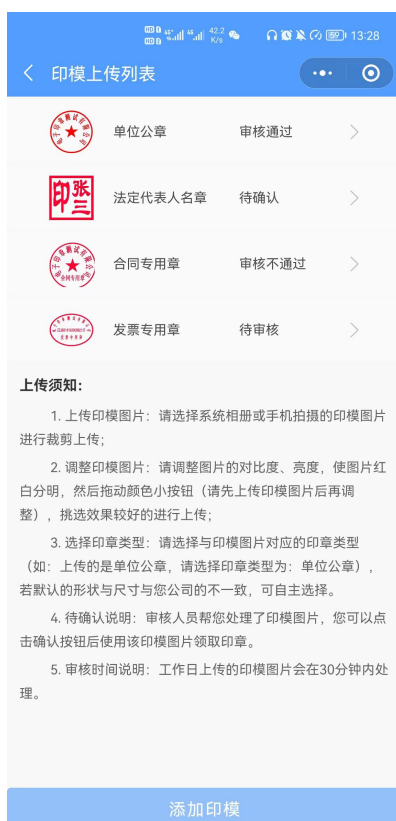 42.2
K/s
13:28
印模上传列表
单位公章 审核通过
印张三
法定代表人名章 待确认
合同专用章
合同专用章 审核不通过
发票专用章
发票专用章 待审核
上传须知:
1. 上传印模图片:请选择系统相册或手机拍摄的印模图片
进行裁剪上传;
2. 调整印模图片:请调整图片的对比度、亮度,使图片红
白分明,然后拖动颜色小按钮(请先上传印模图片后再调
整),挑选效果较好的进行上传;
3. 选择印章类型:请选择与印模图片对应的印章类型
(如:上传的是单位公章,请选择印章类型为:单位公章),
若默认的形状与尺寸与您公司的不一致,可自主选择。
4. 待确认说明:审核人员帮您处理了印模图片,您可以点
击确认按钮后使用该印模图片领取印章。
5. 审核时间说明:工作日上传的印模图片会在30分钟内处
理。
添加印模